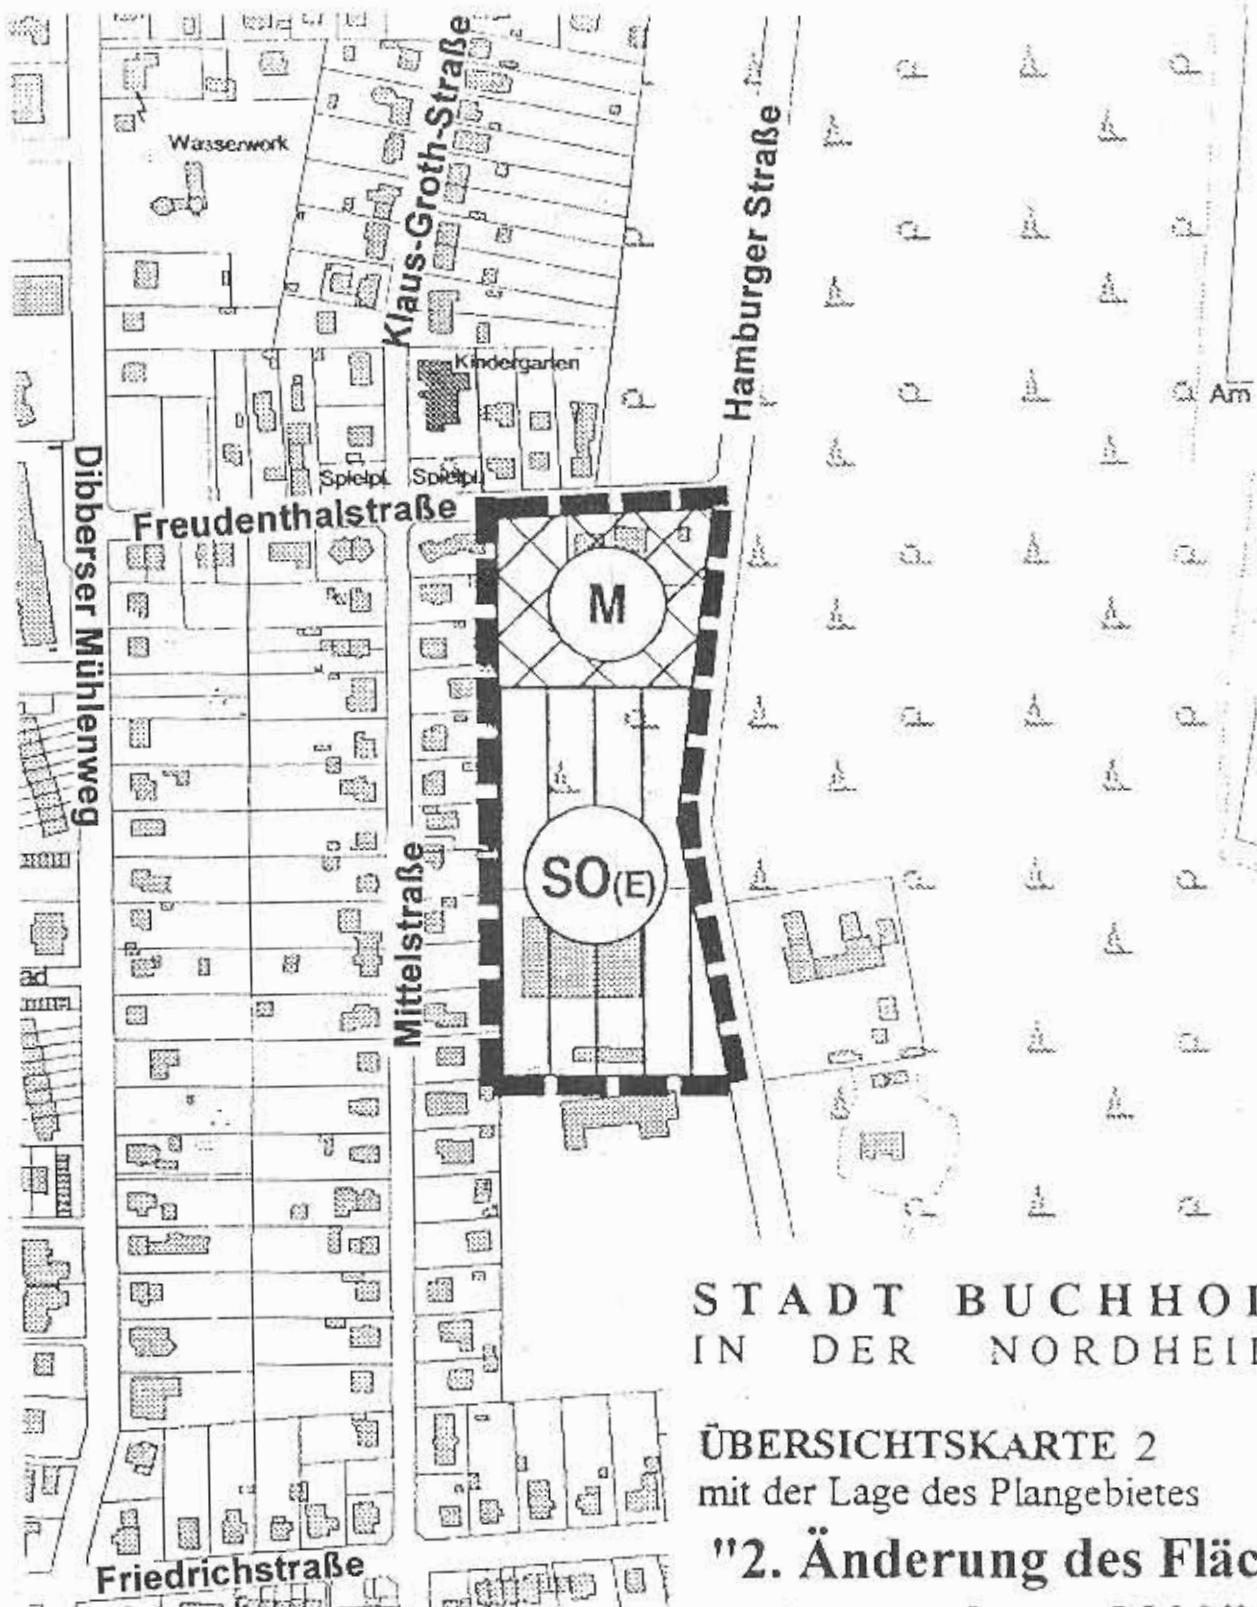 Wasserwerk
Klaus-Groth-Straße
Hamburger Straße
Kindergarten
Am
Spielpl. Spielpl.
Dibberser Mühlenweg
Freudenthalstraße
M
SO(E)
Mittelstraße
ad
STADT BUCHHOL
IN DER NORDHEI
ÜBERSICHTSKARTE 2
mit der Lage des Plangebietes
"2. Änderung des Fläc
Friedrichstraße